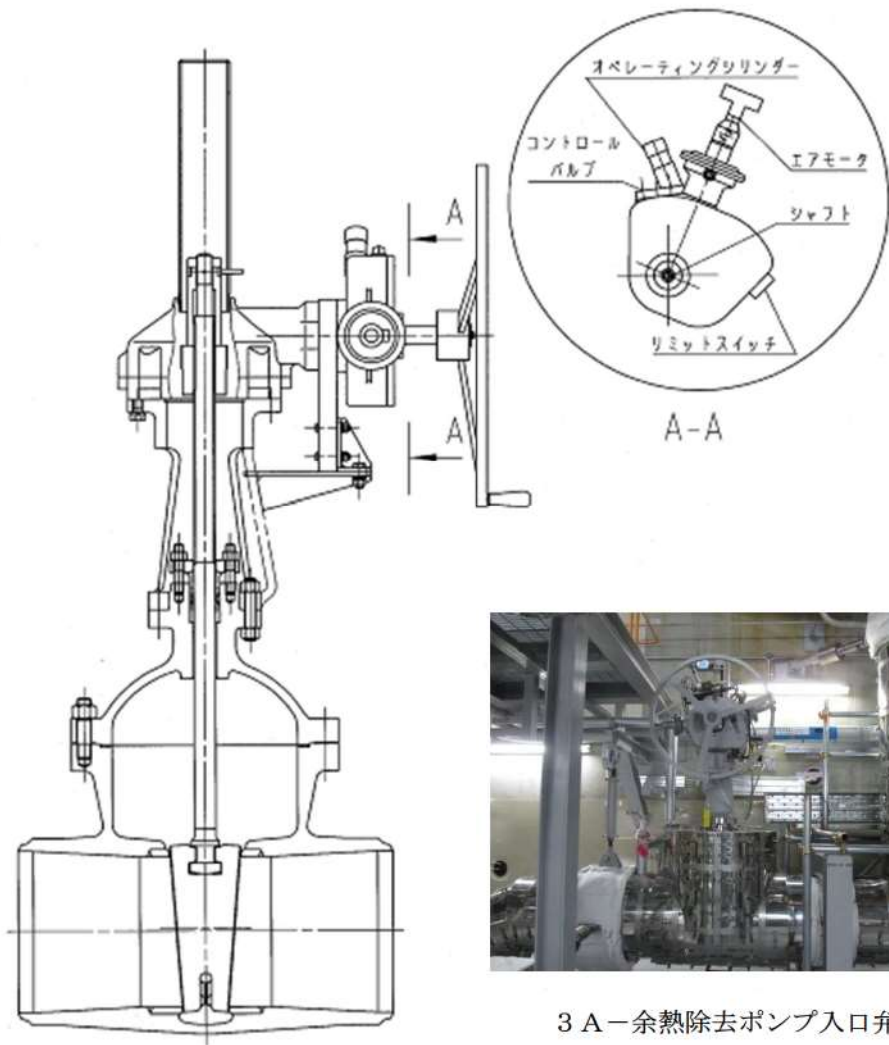 オペレーティングシリンダー
コントロール
バルブ
エアモータ
シャフト
リミットスイッチ
A
A
A-A
3A－余熱除去ポンプ入口弁